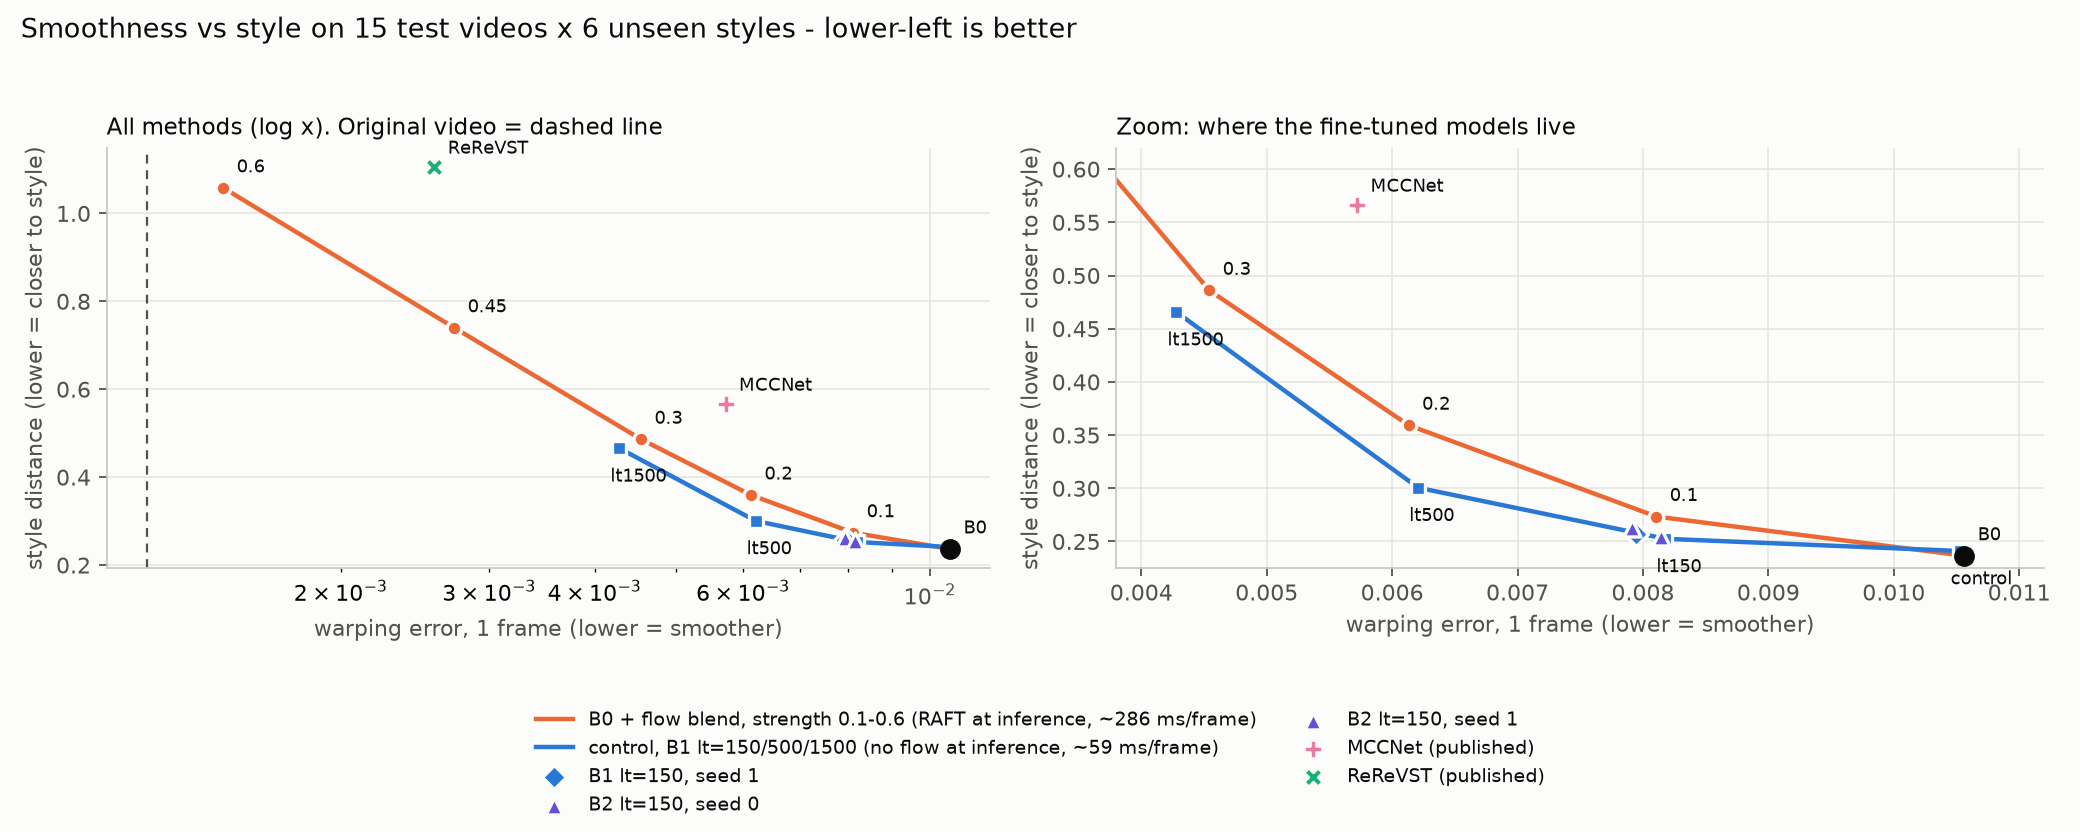 Smoothness vs style on 15 test videos x 6 unseen styles - lower-left is better
All methods (log x). Original video = dashed line
style distance (lower = closer to style)
1.0
0.8
0.6
0.4
0.2
0.6
ReReVST
0.45
MCCNet
0.3
lt1500
0.2
lt500
0.1
B0
2 × 10⁻³
3 × 10⁻³
4 × 10⁻³
6 × 10⁻³
10⁻²
warping error, 1 frame (lower = smoother)
Zoom: where the fine-tuned models live
style distance (lower = closer to style)
0.60
0.55
0.50
0.45
0.40
0.35
0.30
0.25
MCCNet
0.3
lt1500
0.2
lt500
0.1
lt150
B0
control
0.004
0.005
0.006
0.007
0.008
0.009
0.010
0.011
warping error, 1 frame (lower = smoother)
B0 + flow blend, strength 0.1-0.6 (RAFT at inference, ~286 ms/frame)
control, B1 lt=150/500/1500 (no flow at inference, ~59 ms/frame)
B1 lt=150, seed 1
B2 lt=150, seed 0
B2 lt=150, seed 1
MCCNet (published)
ReReVST (published)